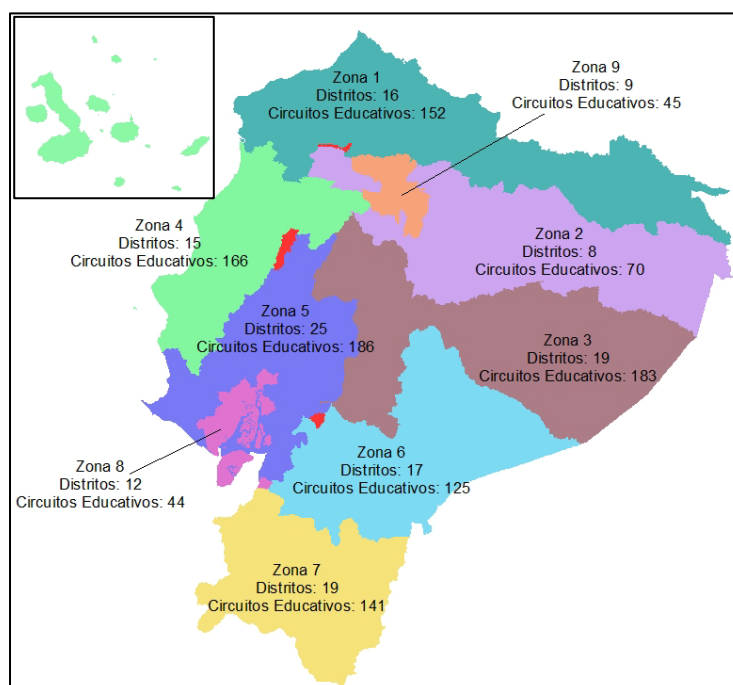 Zona 1
Distritos: 16
Circuitos Educativos: 152
Zona 9
Distritos: 9
Circuitos Educativos: 45
Zona 4
Distritos: 15
Circuitos Educativos: 166
Zona 2
Distritos: 8
Circuitos Educativos: 70
Zona 5
Distritos: 25
Circuitos Educativos: 186
Zona 3
Distritos: 19
Circuitos Educativos: 183
Zona 8
Distritos: 12
Circuitos Educativos: 44
Zona 6
Distritos: 17
Circuitos Educativos: 125
Zona 7
Distritos: 19
Circuitos Educativos: 141